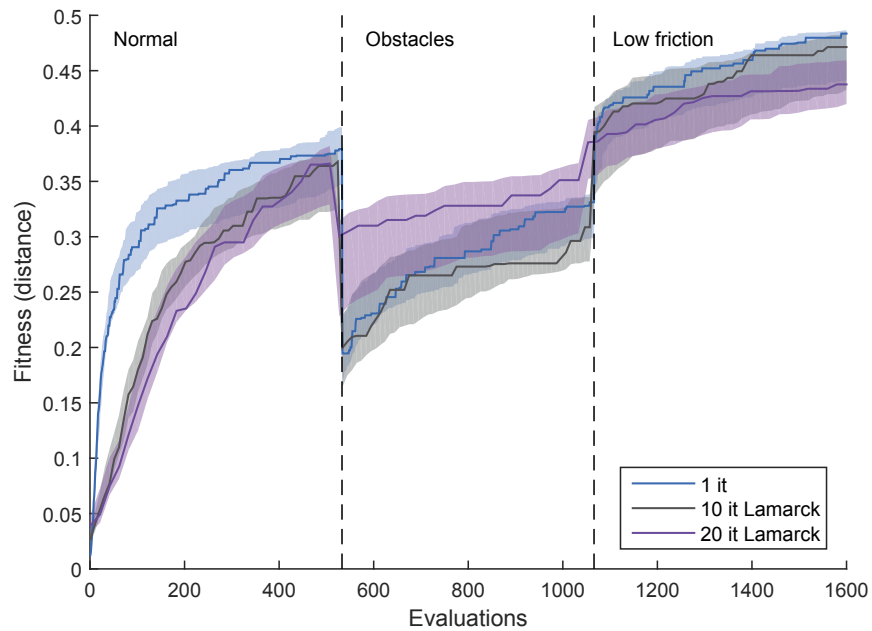 0.5
0.45
0.4
0.35
0.3
0.25
0.2
0.15
0.1
0.05
0
Fitness (distance)
Normal
Obstacles
Low friction
1 it
10 it Lamarck
20 it Lamarck
0
200
400
600
800
1000
1200
1400
1600
Evaluations